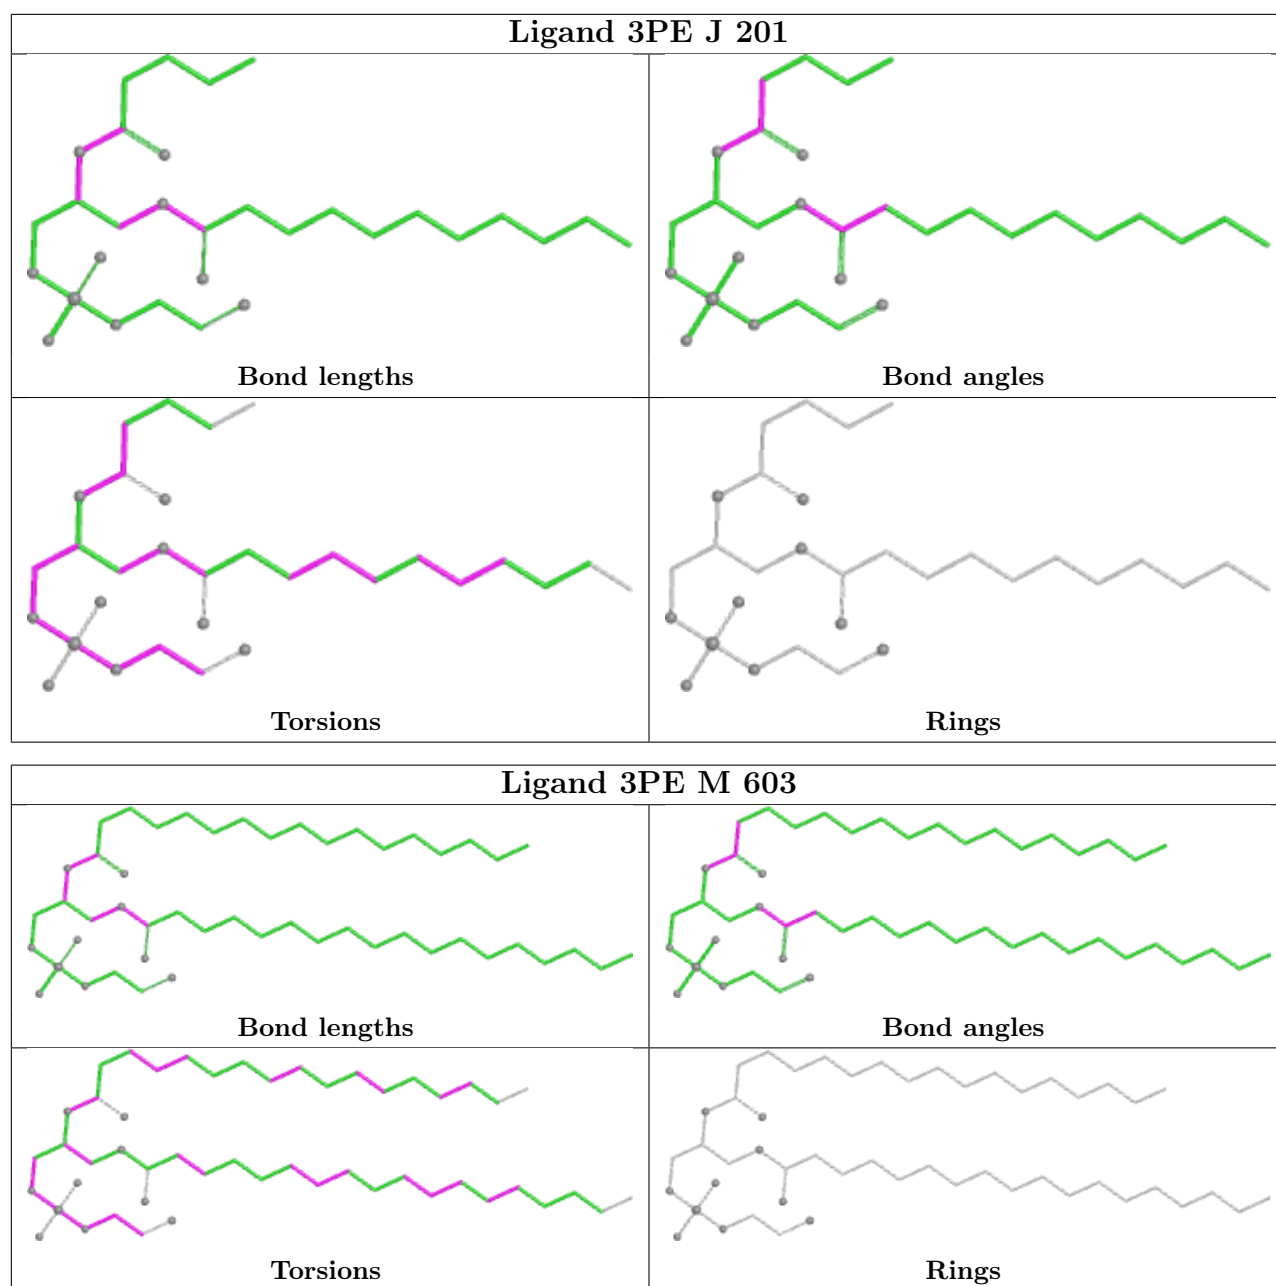 Ligand 3PE J 201
Bond lengths
Bond angles
Torsions
Rings
Ligand 3PE M 603
Bond lengths
Bond angles
Torsions
Rings